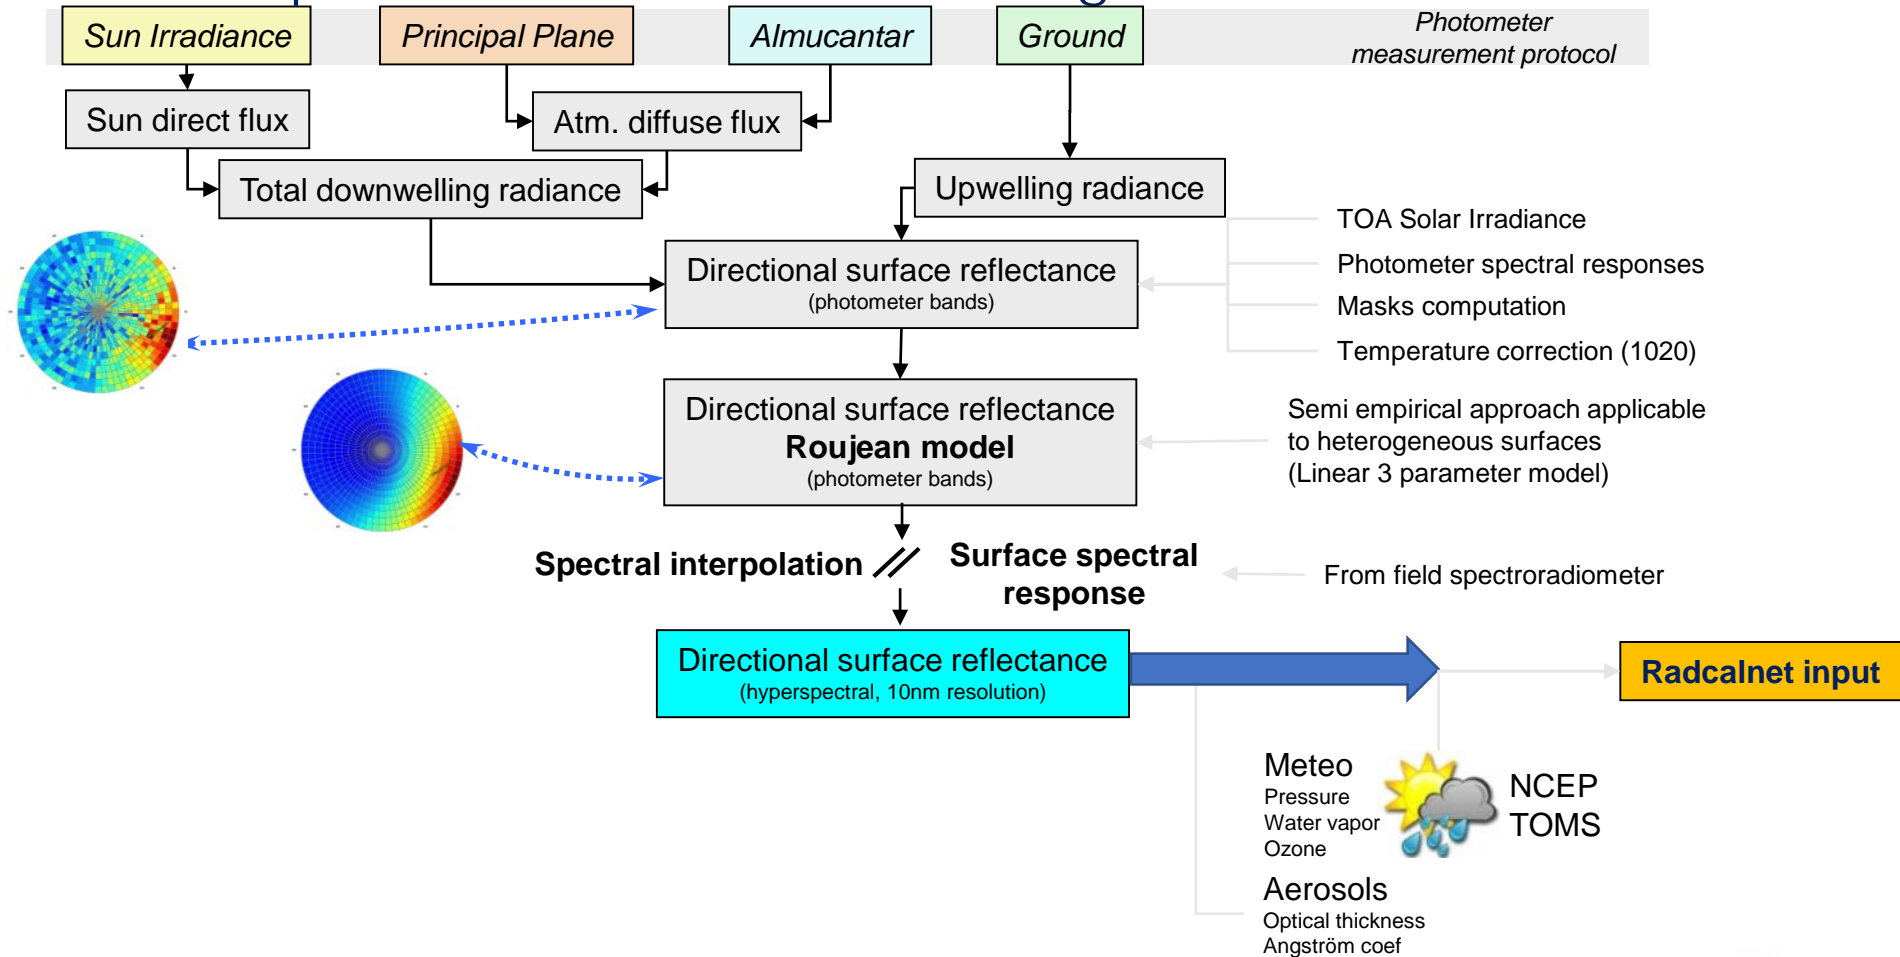 Sun Irradiance
Principal Plane
Almucantar
Ground
Photometer
measurement protocol
Sun direct flux
Atm. diffuse flux
Total downwelling radiance
Upwelling radiance
Directional surface reflectance
(photometer bands)
TOA Solar Irradiance
Photometer spectral responses
Masks computation
Temperature correction (1020)
Directional surface reflectance
Roujean model
(photometer bands)
Semi empirical approach applicable
to heterogeneous surfaces
(Linear 3 parameter model)
Spectral interpolation
Surface spectral
response
From field spectroradiometer
Directional surface reflectance
(hyperspectral, 10nm resolution)
Radcalnet input
Meteo
Pressure
Water vapor
Ozone
NCEP
TOMS
Aerosols
Optical thickness
Angström coef